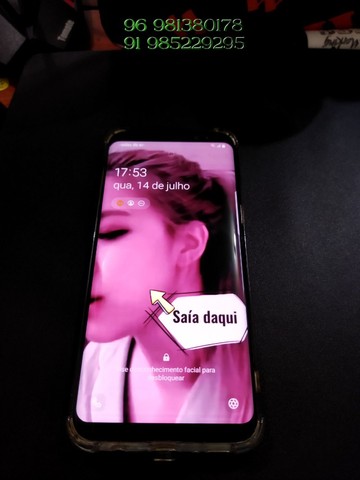 96 981380178
91 985229295
17:53
qua, 14 de julho
Saía daqui
reconhecimento facial para
desbloquear